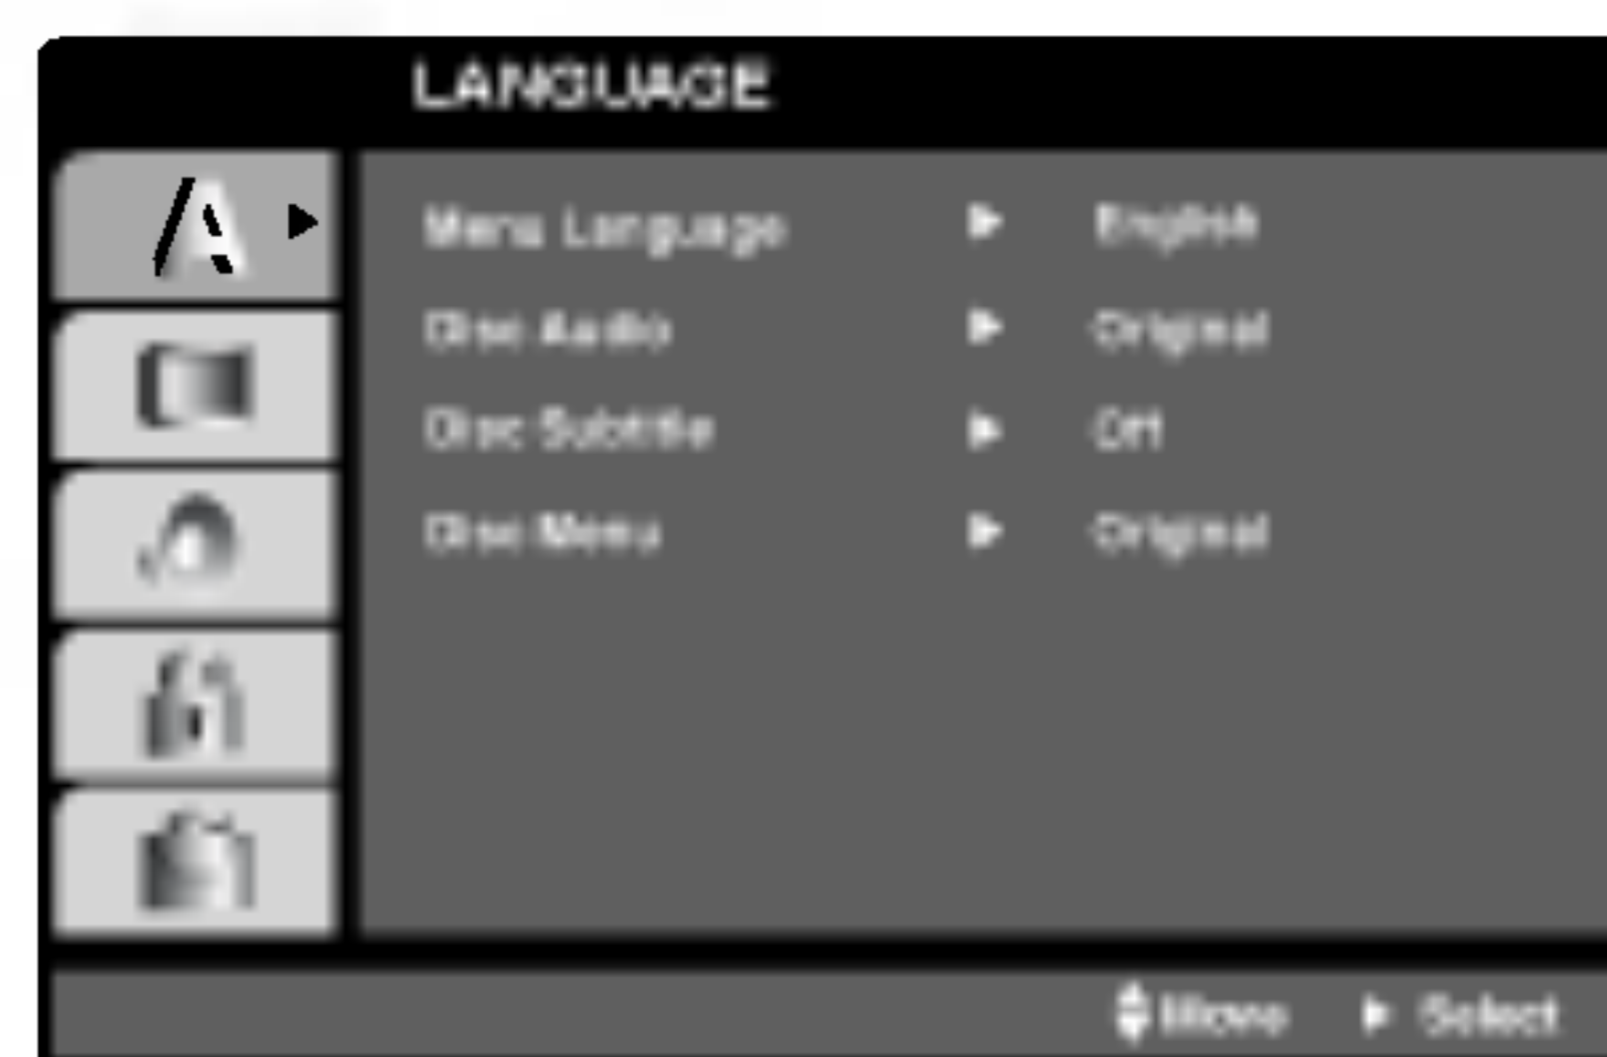 LANGUAGE
Menu Language ▶ English
Disc Audio ▶ Original
Disc Subtitle ▶ Off
Disc Menu ▶ Original
Move ▶ Select